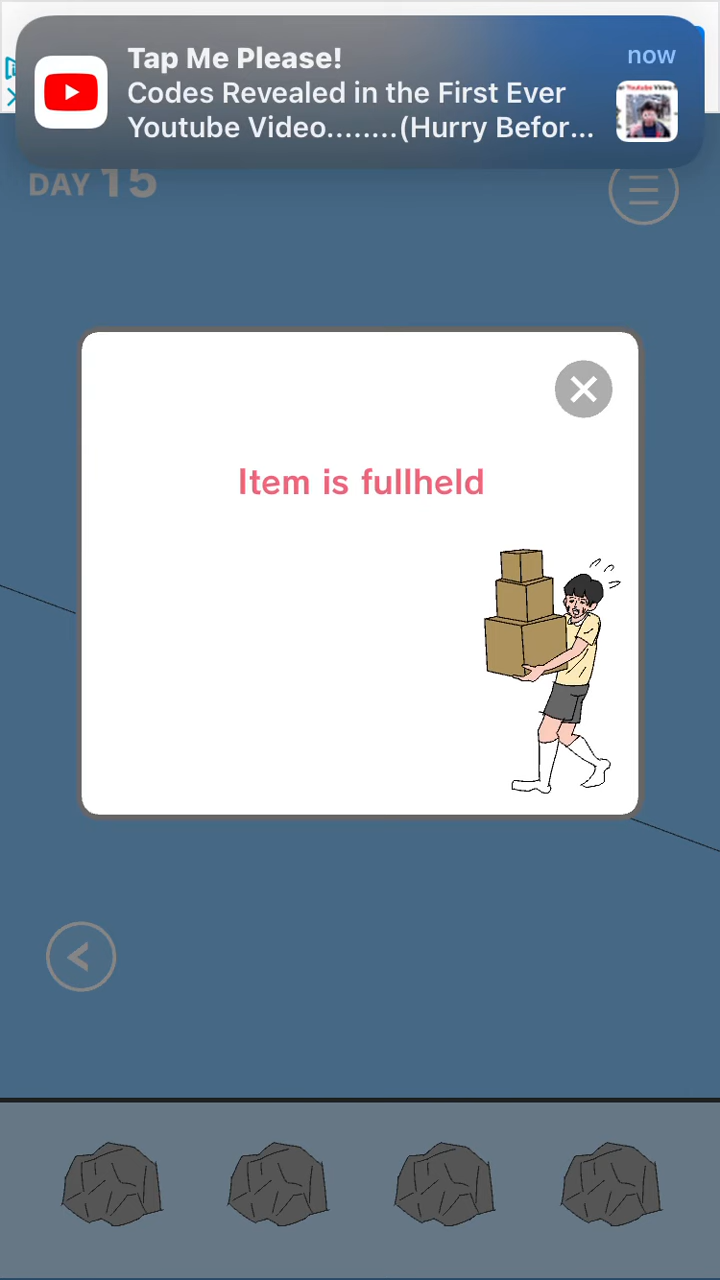 Tap Me Please!
now
Codes Revealed in the First Ever
Youtube Video........(Hurry Befor...
DAY 15
Item is fullheld